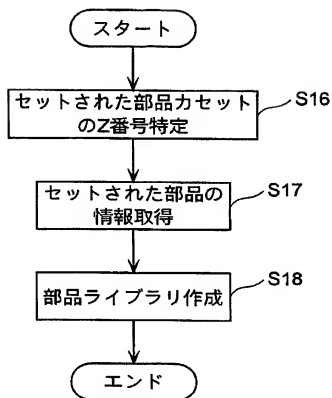 スタート
セットされた部品カセット
のZ番号特定
S16
セットされた部品の
情報取得
S17
部品ライブラリ作成
S18
エンド